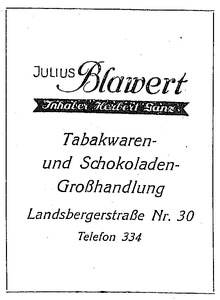 JULIUS Blawert
Inhaber Herbert Ganz.
Tabakwaren-
und Schokoladen-
Großhandlung
Landsbergerstraße Nr. 30
Telefon 334